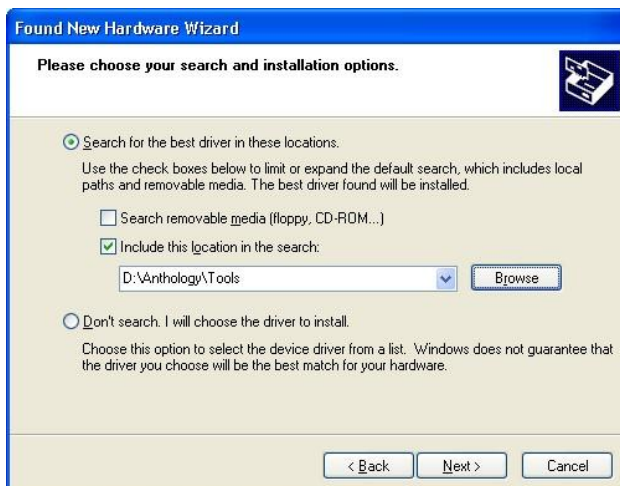 Found New Hardware Wizard
Please choose your search and installation options.
Search for the best driver in these locations.
Use the check boxes below to limit or expand the default search, which includes local
paths and removable media. The best driver found will be installed.
Search removable media (floppy, CD-ROM...)
Include this location in the search:
D:\Anthology\Tools
Browse
Don't search. I will choose the driver to install.
Choose this option to select the device driver from a list. Windows does not guarantee that
the driver you choose will be the best match for your hardware.
< Back Next > Cancel